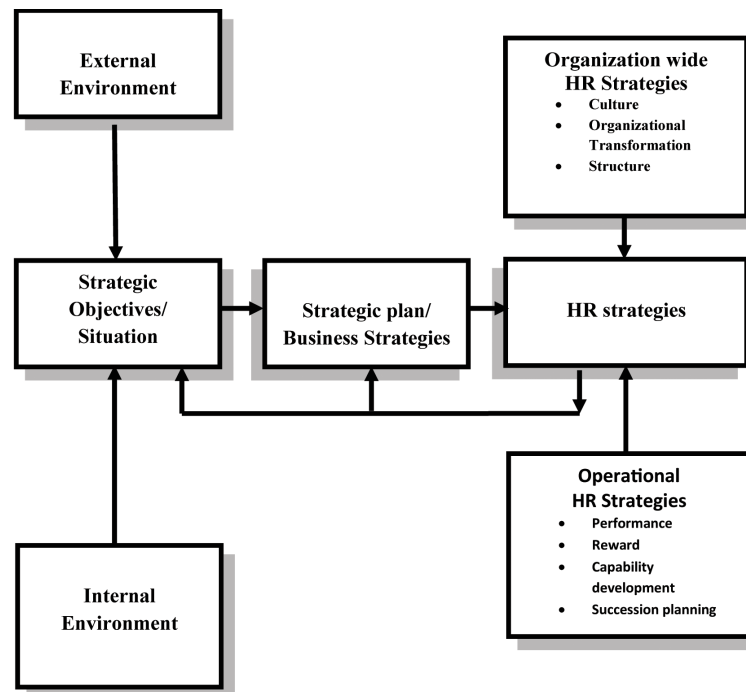 External
Environment
Organization wide
HR Strategies
• Culture
• Organizational
Transformation
• Structure
Strategic
Objectives/
Situation
Strategic plan/
Business Strategies
HR strategies
Operational
HR Strategies
• Performance
• Reward
• Capability
development
• Succession planning
Internal
Environment